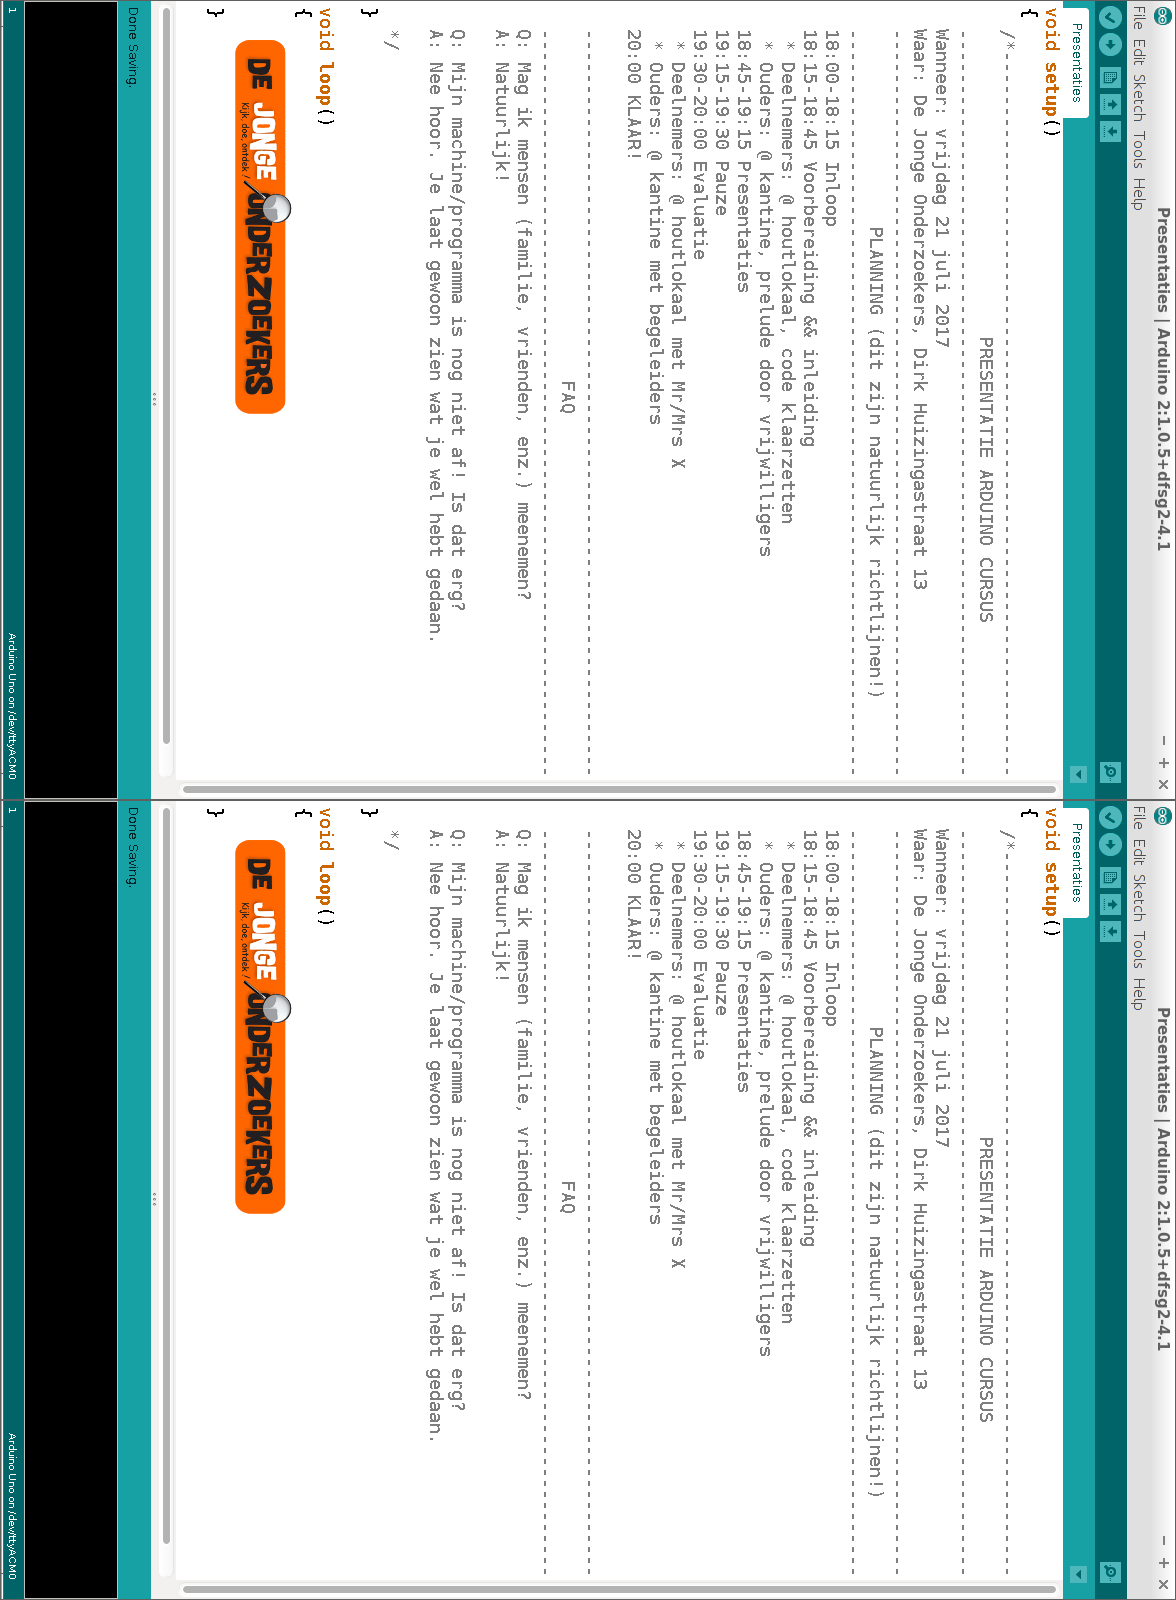 Presentaties | Arduino 2:1.0.5+dfsg2-4.1
File Edit Sketch Tools Help
Presentaties
void setup()
{
/*----------------------------------------------------------------
PRESENTATIE ARDUINO CURSUS
----------------------------------------------------------------
Wanneer: vrijdag 21 juli 2017
Waar: De Jonge Onderzoekers, Dirk Huizingastraat 13
----------------------------------------------------------------
PLANNING (dit zijn natuurlijk richtlijnen!)
----------------------------------------------------------------
18:00-18:15 Inloop
18:15-18:45 Voorbereiding && inleiding
* Deelnemers: @ houtlokaal, code klaarzetten
* Ouders: @ kantine, prelude door vrijwilligers
18:45-19:15 Presentaties
19:15-19:30 Pauze
19:30-20:00 Evaluatie
* Deelnemers: @ houtlokaal met Mr/Mrs X
* Ouders: @ kantine met begeleiders
20:00 KLAAR!
----------------------------------------------------------------
FAQ
----------------------------------------------------------------
Q: Mag ik mensen (familie, vrienden, enz.) meenemen?
A: Natuurlijk!
Q: Mijn machine/programma is nog niet af! Is dat erg?
A: Nee hoor. Je laat gewoon zien wat je wel hebt gedaan.
*/
}
void loop()
{
DE JONGE ONDERZOEKERS
Kijk, doe, ontdek!
}
Done Saving.
1
Arduino Uno on /dev/ttyACM0
Presentaties | Arduino 2:1.0.5+dfsg2-4.1
File Edit Sketch Tools Help
Presentaties
void setup()
{
/*----------------------------------------------------------------
PRESENTATIE ARDUINO CURSUS
----------------------------------------------------------------
Wanneer: vrijdag 21 juli 2017
Waar: De Jonge Onderzoekers, Dirk Huizingastraat 13
----------------------------------------------------------------
PLANNING (dit zijn natuurlijk richtlijnen!)
----------------------------------------------------------------
18:00-18:15 Inloop
18:15-18:45 Voorbereiding && inleiding
* Deelnemers: @ houtlokaal, code klaarzetten
* Ouders: @ kantine, prelude door vrijwilligers
18:45-19:15 Presentaties
19:15-19:30 Pauze
19:30-20:00 Evaluatie
* Deelnemers: @ houtlokaal met Mr/Mrs X
* Ouders: @ kantine met begeleiders
20:00 KLAAR!
----------------------------------------------------------------
FAQ
----------------------------------------------------------------
Q: Mag ik mensen (familie, vrienden, enz.) meenemen?
A: Natuurlijk!
Q: Mijn machine/programma is nog niet af! Is dat erg?
A: Nee hoor. Je laat gewoon zien wat je wel hebt gedaan.
*/
}
void loop()
{
DE JONGE ONDERZOEKERS
Kijk, doe, ontdek!
}
Done Saving.
1
Arduino Uno on /dev/ttyACM0